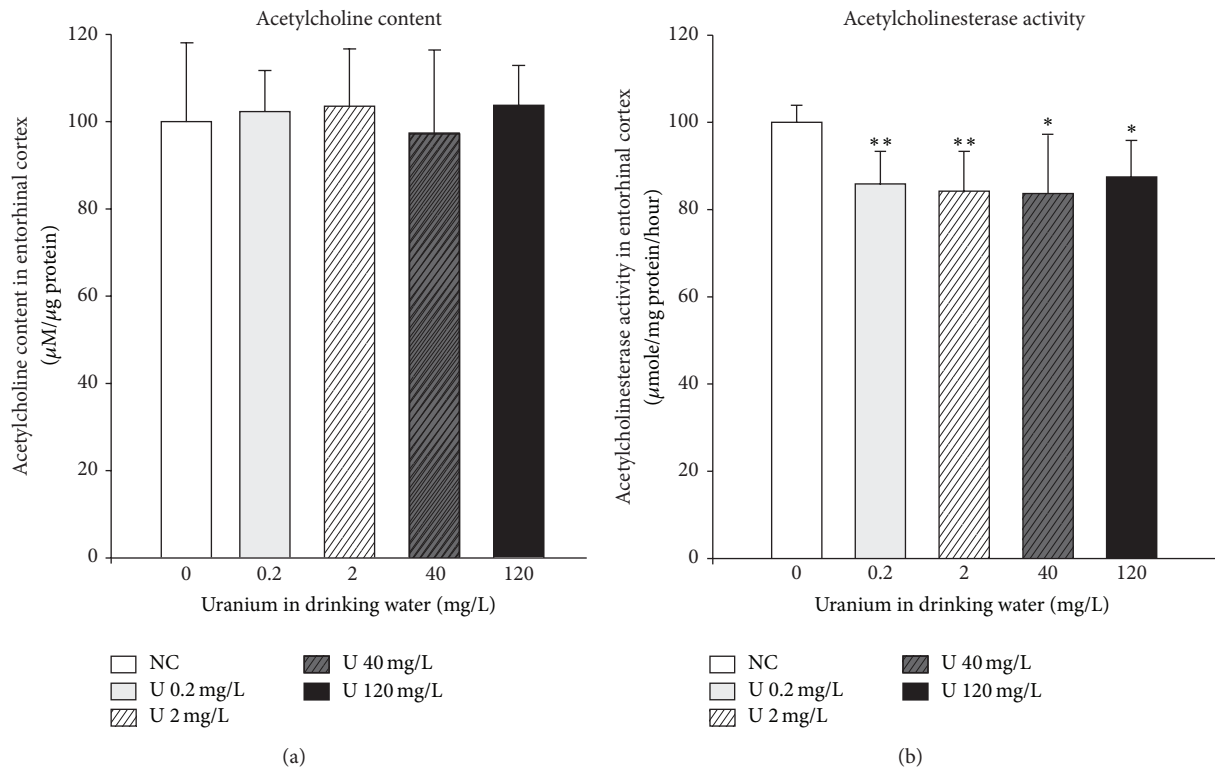 Acetylcholine content
120
100
80
60
40
20
0
Acetylcholine content in entorhinal cortex
(μM/μg protein)
0 0.2 2 40 120
Uranium in drinking water (mg/L)
NC
U 0.2 mg/L
U 2 mg/L
U 40 mg/L
U 120 mg/L
(a)
Acetylcholinesterase activity
120
100
80
60
40
20
0
Acetylcholinesterase activity in entorhinal cortex
(μmole/mg protein/hour)
** ** * *
0 0.2 2 40 120
Uranium in drinking water (mg/L)
NC
U 0.2 mg/L
U 2 mg/L
U 40 mg/L
U 120 mg/L
(b)